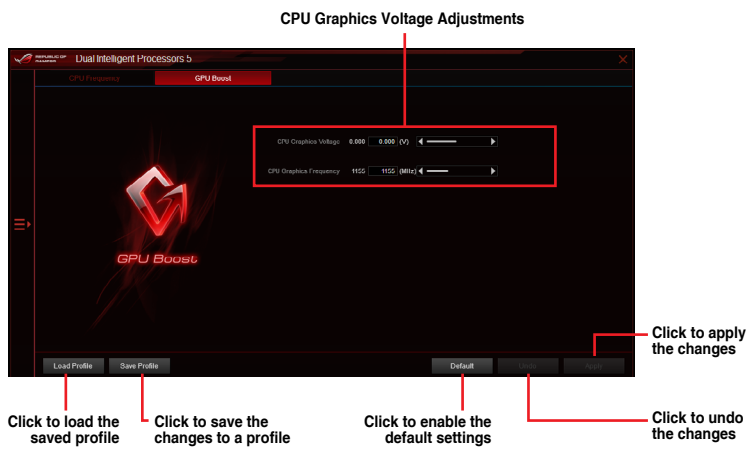 CPU Graphics Voltage Adjustments
REPUBLIC OF
GAMERS
Dual Intelligent Processors 5
CPU Frequency
GPU Boost
CPU Graphics Voltage 0.000 0.000 (V)
CPU Graphics Frequency 1155 1155 (MHz)
GPU Boost
Load Profile
Save Profile
Default
Undo
Apply
Click to apply
the changes
Click to load the
saved profile
Click to save the
changes to a profile
Click to enable the
default settings
Click to undo
the changes